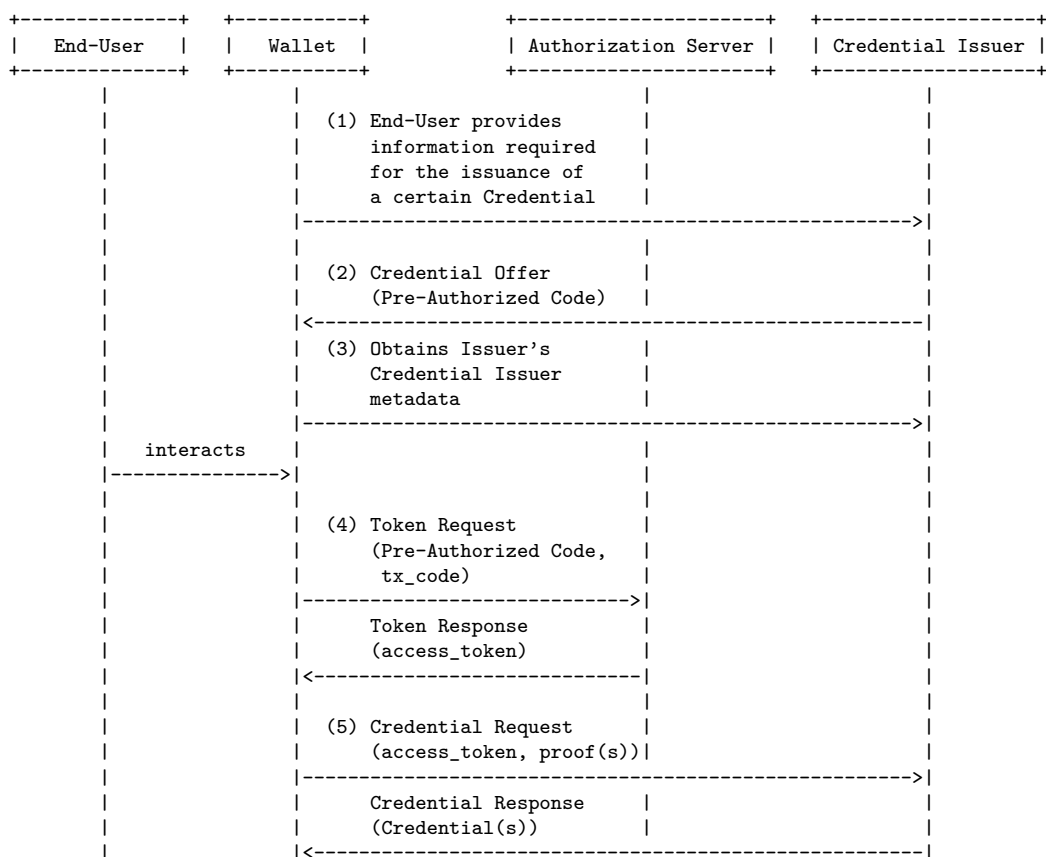 End-User Wallet Authorization Server Credential Issuer
(1) End-User provides
information required
for the issuance of
a certain Credential
(2) Credential Offer
(Pre-Authorized Code)
(3) Obtains Issuer's
Credential Issuer
metadata
interacts
(4) Token Request
(Pre-Authorized Code,
tx_code)
Token Response
(access_token)
(5) Credential Request
(access_token, proof(s))
Credential Response
(Credential(s))